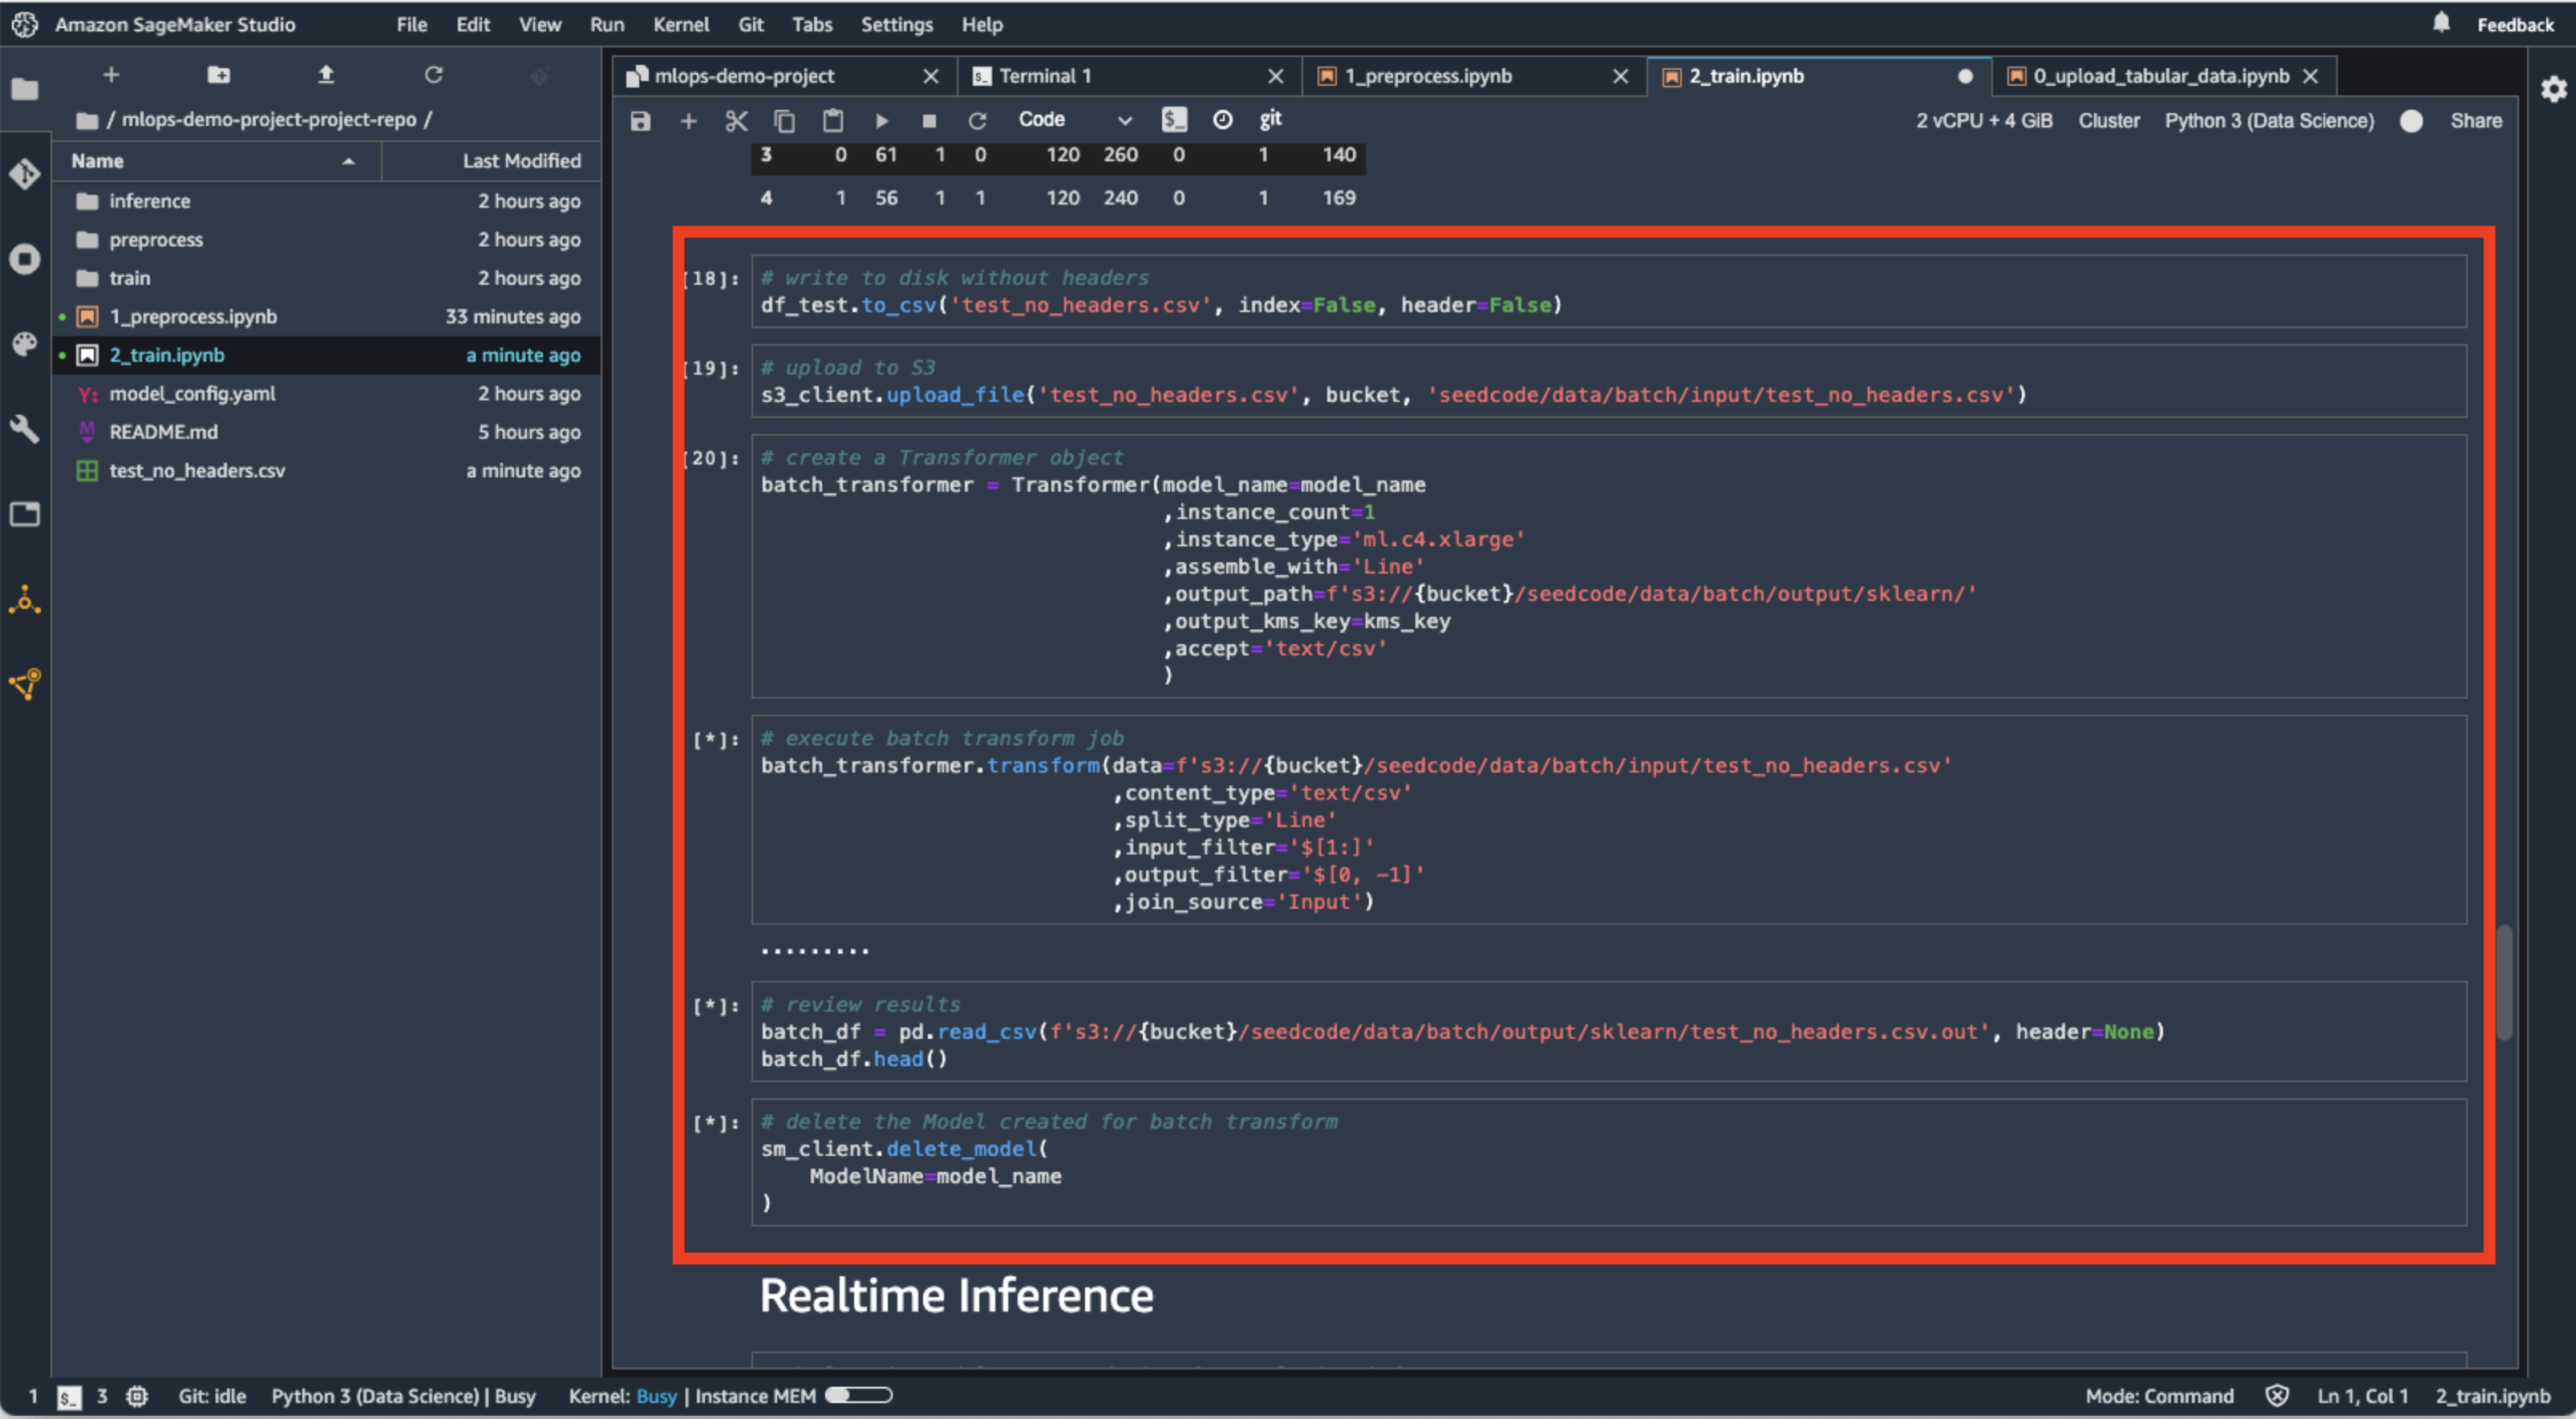 Amazon SageMaker Studio File Edit View Run Kernel Git Tabs Settings Help Feedback
mlops-demo-project Terminal 1 1_preprocess.ipynb 2_train.ipynb 0_upload_tabular_data.ipynb
/ mlops-demo-project-project-repo /
Name Last Modified
inference 2 hours ago
preprocess 2 hours ago
train 2 hours ago
1_preprocess.ipynb 33 minutes ago
2_train.ipynb a minute ago
Y: model_config.yaml 2 hours ago
M README.md 5 hours ago
test_no_headers.csv a minute ago
Code $_ git 2 vCPU + 4 GiB Cluster Python 3 (Data Science) Share
3 0 61 1 0 120 260 0 1 140
4 1 56 1 1 120 240 0 1 169
[18]: # write to disk without headers
df_test.to_csv('test_no_headers.csv', index=False, header=False)
[19]: # upload to S3
s3_client.upload_file('test_no_headers.csv', bucket, 'seedcode/data/batch/input/test_no_headers.csv')
[20]: # create a Transformer object
batch_transformer = Transformer(model_name=model_name
,instance_count=1
,instance_type='ml.c4.xlarge'
,assemble_with='Line'
,output_path=f's3://{bucket}/seedcode/data/batch/output/sklearn/'
,output_kms_key=kms_key
,accept='text/csv'
)
[*]: # execute batch transform job
batch_transformer.transform(data=f's3://{bucket}/seedcode/data/batch/input/test_no_headers.csv'
,content_type='text/csv'
,split_type='Line'
,input_filter='$[1:]'
,output_filter='$[0, -1]'
,join_source='Input')
.........
[*]: # review results
batch_df = pd.read_csv(f's3://{bucket}/seedcode/data/batch/output/sklearn/test_no_headers.csv.out', header=None)
batch_df.head()
[*]: # delete the Model created for batch transform
sm_client.delete_model(
ModelName=model_name
)
Realtime Inference
1 $_ 3 Git: idle Python 3 (Data Science) | Busy Kernel: Busy | Instance MEM Mode: Command Ln 1, Col 1 2_train.ipynb